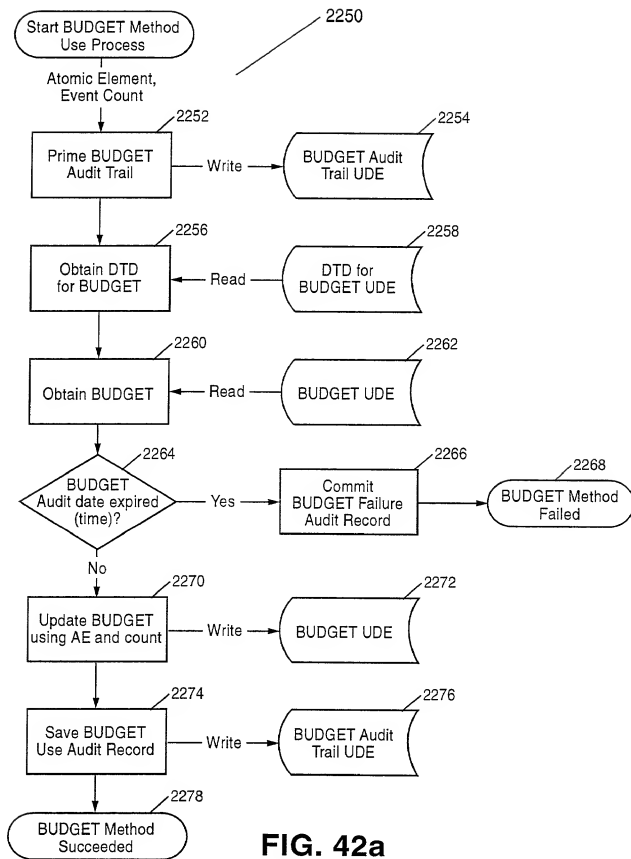 Start BUDGET Method
Use Process
2250
Atomic Element,
Event Count
2252
Prime BUDGET
Audit Trail
Write
2254
BUDGET Audit
Trail UDE
2256
Obtain DTD
for BUDGET
Read
2258
DTD for
BUDGET UDE
2260
Obtain BUDGET
Read
2262
BUDGET UDE
2264
BUDGET
Audit date expired
(time)?
Yes
2266
Commit
BUDGET Failure
Audit Record
2268
BUDGET Method
Failed
No
2270
Update BUDGET
using AE and count
Write
2272
BUDGET UDE
2274
Save BUDGET
Use Audit Record
Write
2276
BUDGET Audit
Trail UDE
2278
BUDGET Method
Succeeded
FIG. 42a